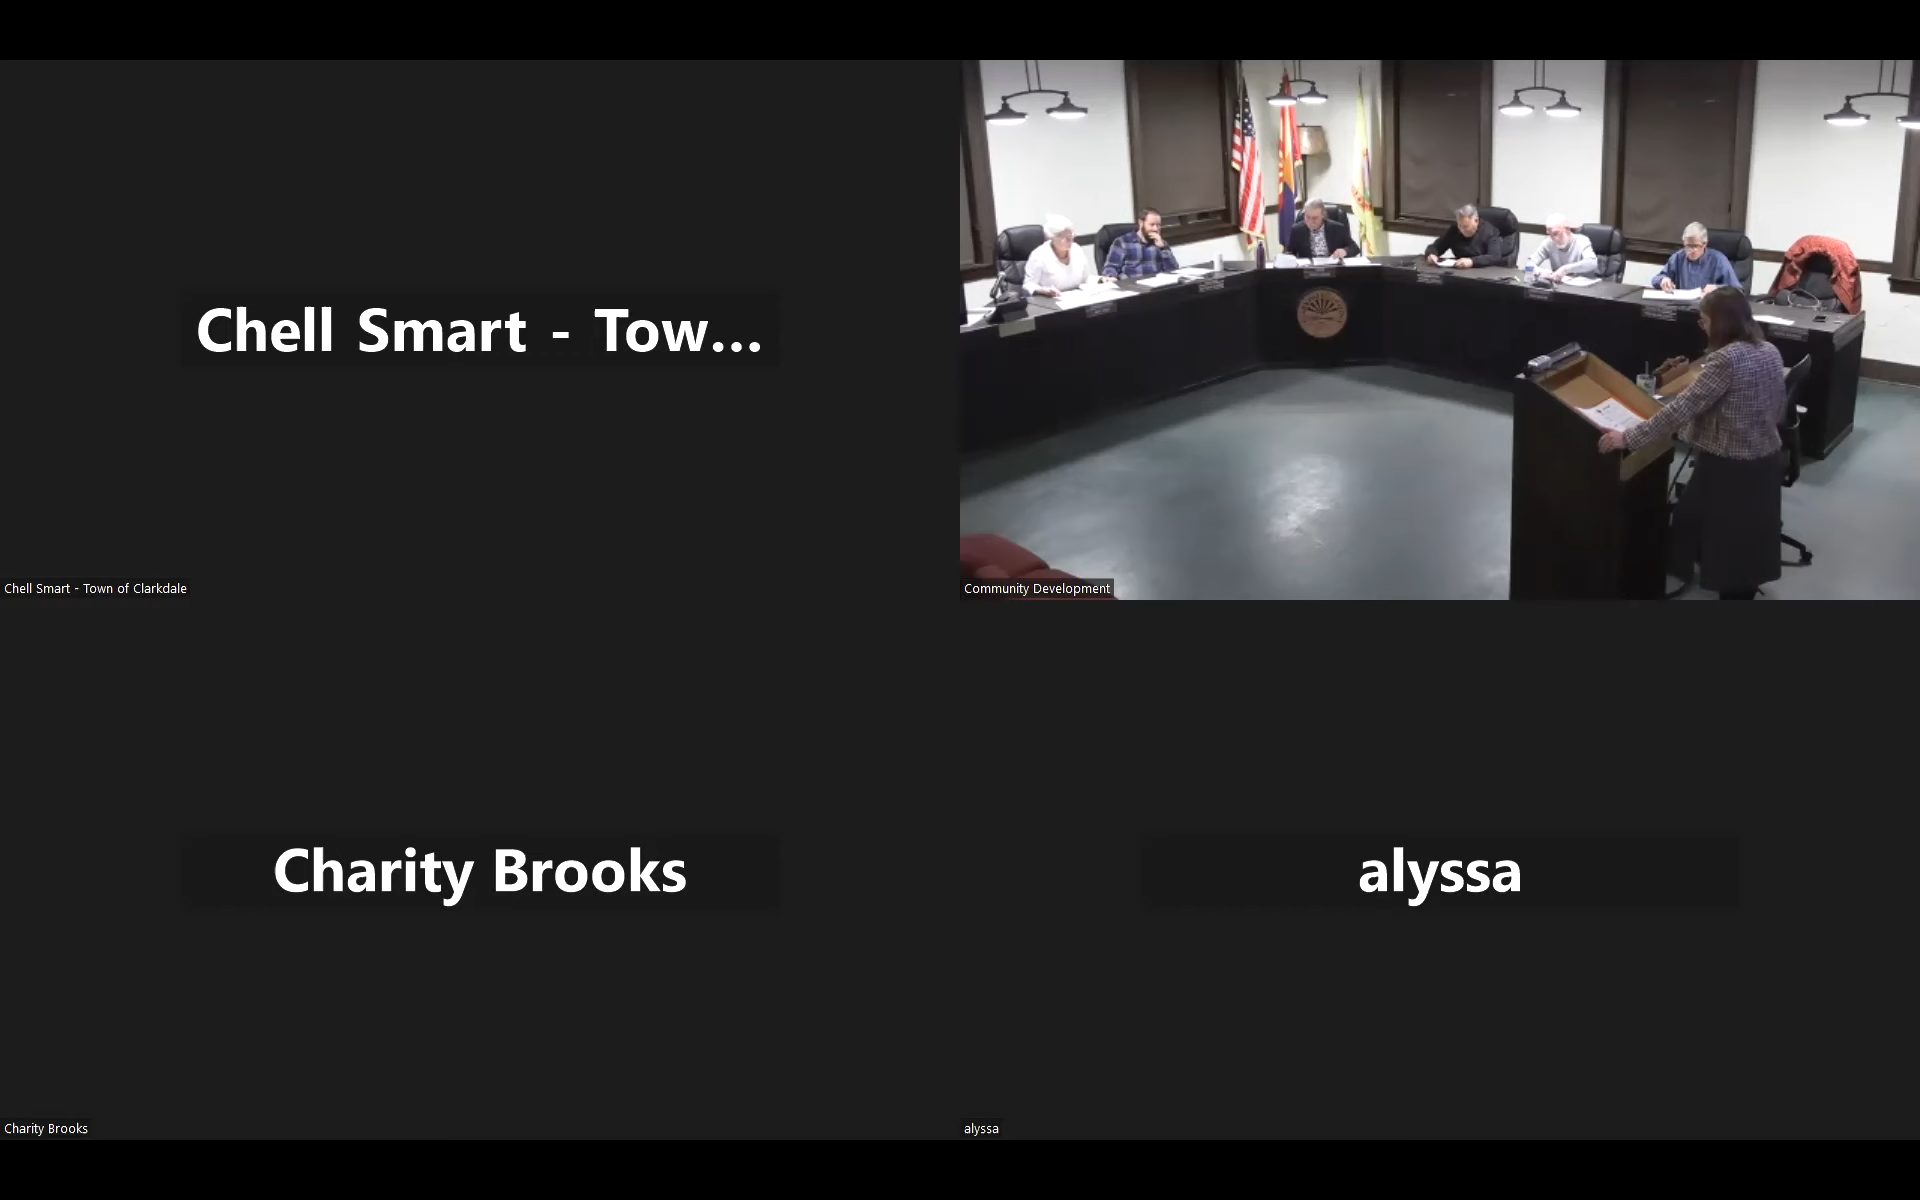 Chell Smart - Tow...
Chell Smart - Town of Clarkdale
Community Development
Charity Brooks
Charity Brooks
alyssa
alyssa